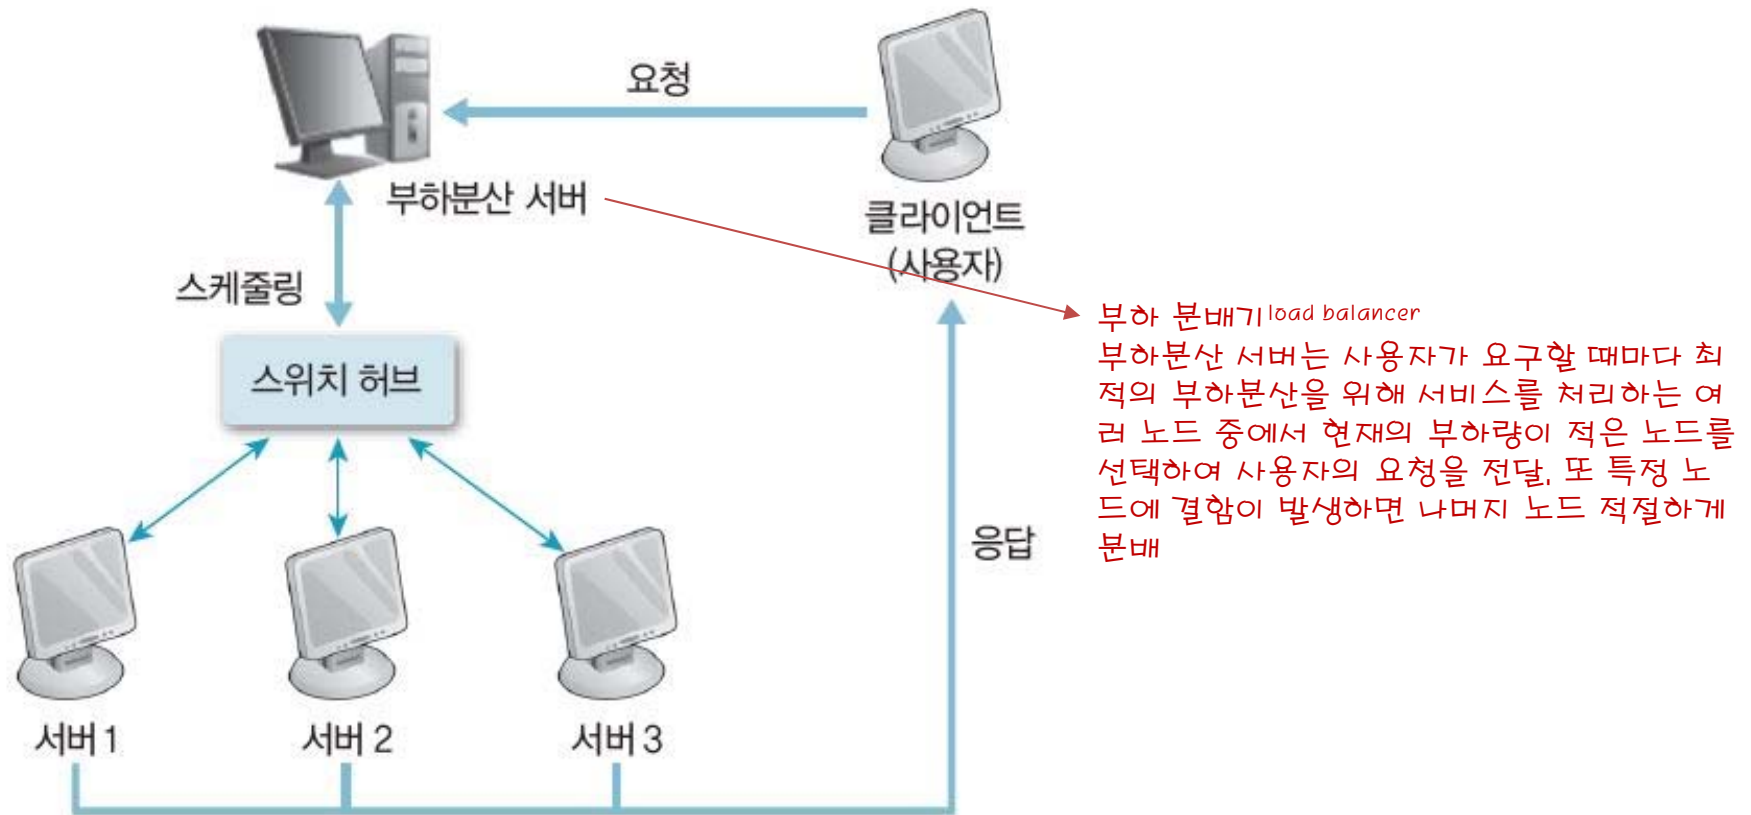 요청
부하분산 서버
클라이언트
(사용자)
스케줄링
스위치 허브
부하 분배기load balancer
부하분산 서버는 사용자가 요구할 때마다 최
적의 부하분산을 위해 서비스를 처리하는 여
러 노드 중에서 현재의 부하량이 적은 노드를
선택하여 사용자의 요청을 전달. 또 특정 노
드에 결함이 발생하면 나머지 노드 적절하게
분배
응답
서버 1
서버 2
서버 3